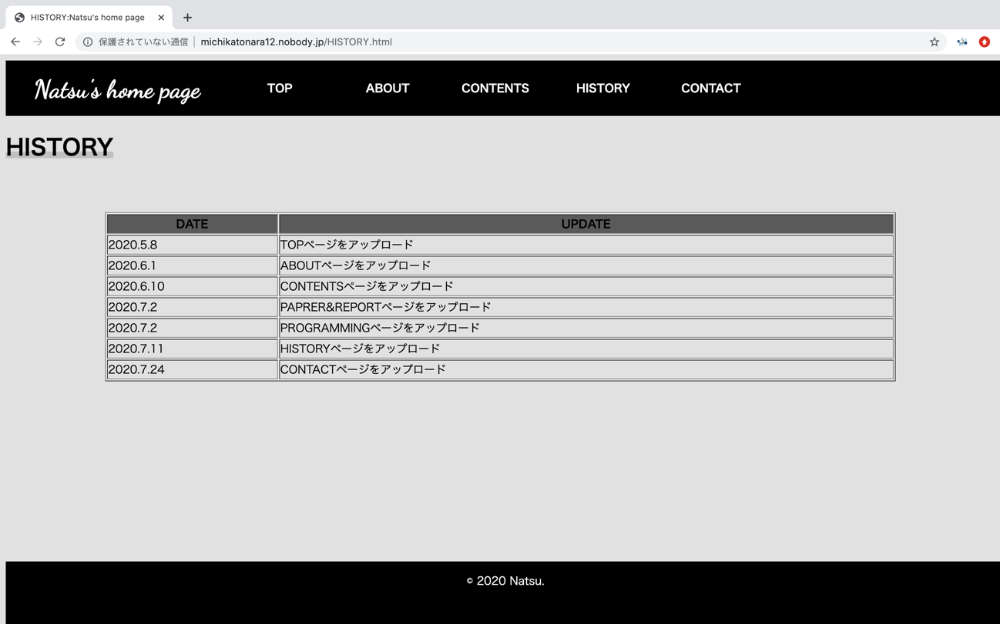 HISTORY:Natsu's home page
保護されていない通信 michikatonara12.nobody.jp/HISTORY.html
Natsu's home page TOP ABOUT CONTENTS HISTORY CONTACT
HISTORY
DATE UPDATE
2020.5.8 TOPページをアップロード
2020.6.1 ABOUTページをアップロード
2020.6.10 CONTENTSページをアップロード
2020.7.2 PAPRER&REPORTページをアップロード
2020.7.2 PROGRAMMINGページをアップロード
2020.7.11 HISTORYページをアップロード
2020.7.24 CONTACTページをアップロード
© 2020 Natsu.